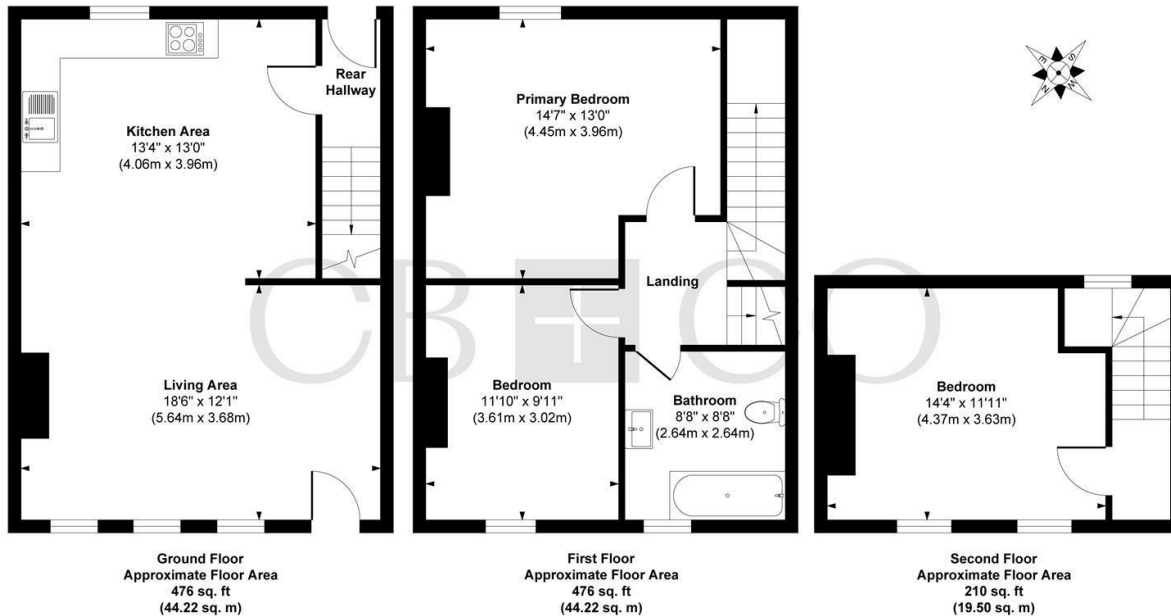 Rear
Hallway
Kitchen Area
13'4" x 13'0"
(4.06m x 3.96m)
Living Area
18'6" x 12'1"
(5.64m x 3.68m)
Ground Floor
Approximate Floor Area
476 sq. ft
(44.22 sq. m)
Primary Bedroom
14'7" x 13'0"
(4.45m x 3.96m)
Landing
Bedroom
11'10" x 9'11"
(3.61m x 3.02m)
Bathroom
8'8" x 8'8"
(2.64m x 2.64m)
First Floor
Approximate Floor Area
476 sq. ft
(44.22 sq. m)
S
E
W
N
Bedroom
14'4" x 11'11"
(4.37m x 3.63m)
Second Floor
Approximate Floor Area
210 sq. ft
(19.50 sq. m)
CB + CO